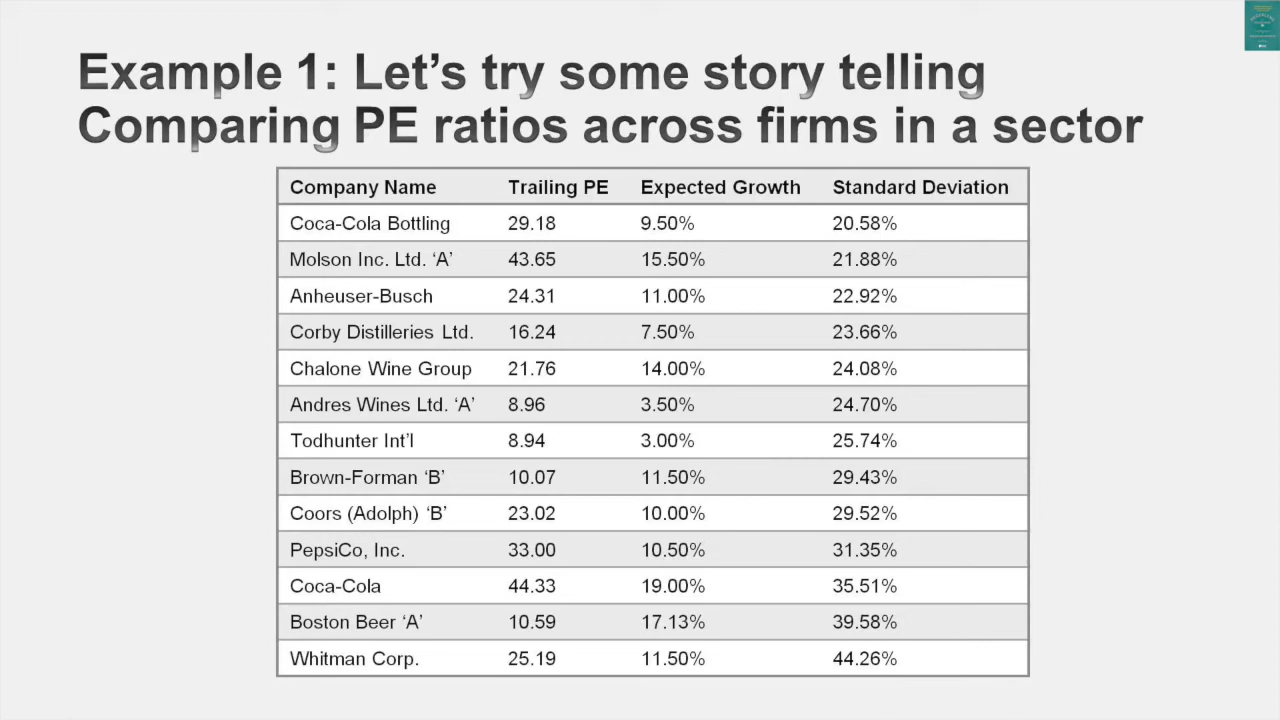 Example 1: Let's try some story telling
Comparing PE ratios across firms in a sector
Company Name Trailing PE Expected Growth Standard Deviation
Coca-Cola Bottling 29.18 9.50% 20.58%
Molson Inc. Ltd. ‘A’ 43.65 15.50% 21.88%
Anheuser-Busch 24.31 11.00% 22.92%
Corby Distilleries Ltd. 16.24 7.50% 23.66%
Chalone Wine Group 21.76 14.00% 24.08%
Andres Wines Ltd. ‘A’ 8.96 3.50% 24.70%
Todhunter Int’l 8.94 3.00% 25.74%
Brown-Forman ‘B’ 10.07 11.50% 29.43%
Coors (Adolph) ‘B’ 23.02 10.00% 29.52%
PepsiCo, Inc. 33.00 10.50% 31.35%
Coca-Cola 44.33 19.00% 35.51%
Boston Beer ‘A’ 10.59 17.13% 39.58%
Whitman Corp. 25.19 11.50% 44.26%